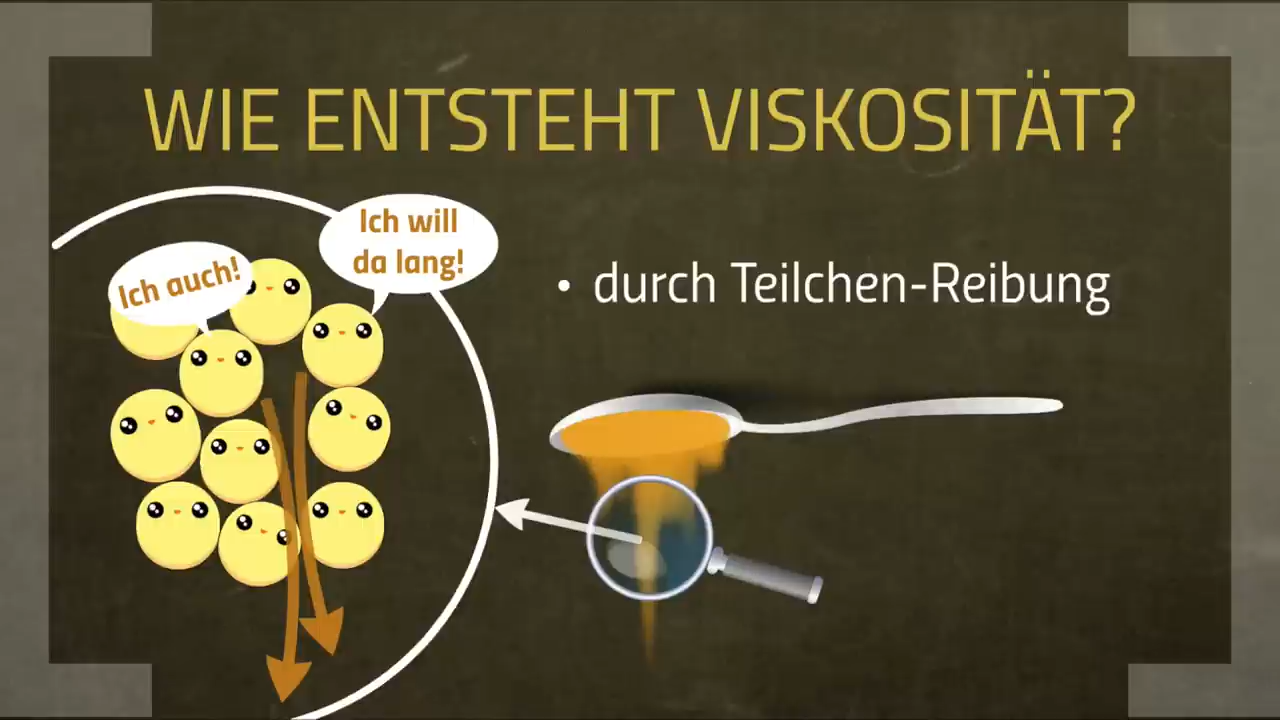 WIE ENTSTEHT VISKOSITÄT?
Ich will
da lang!
Ich auch!
• durch Teilchen-Reibung